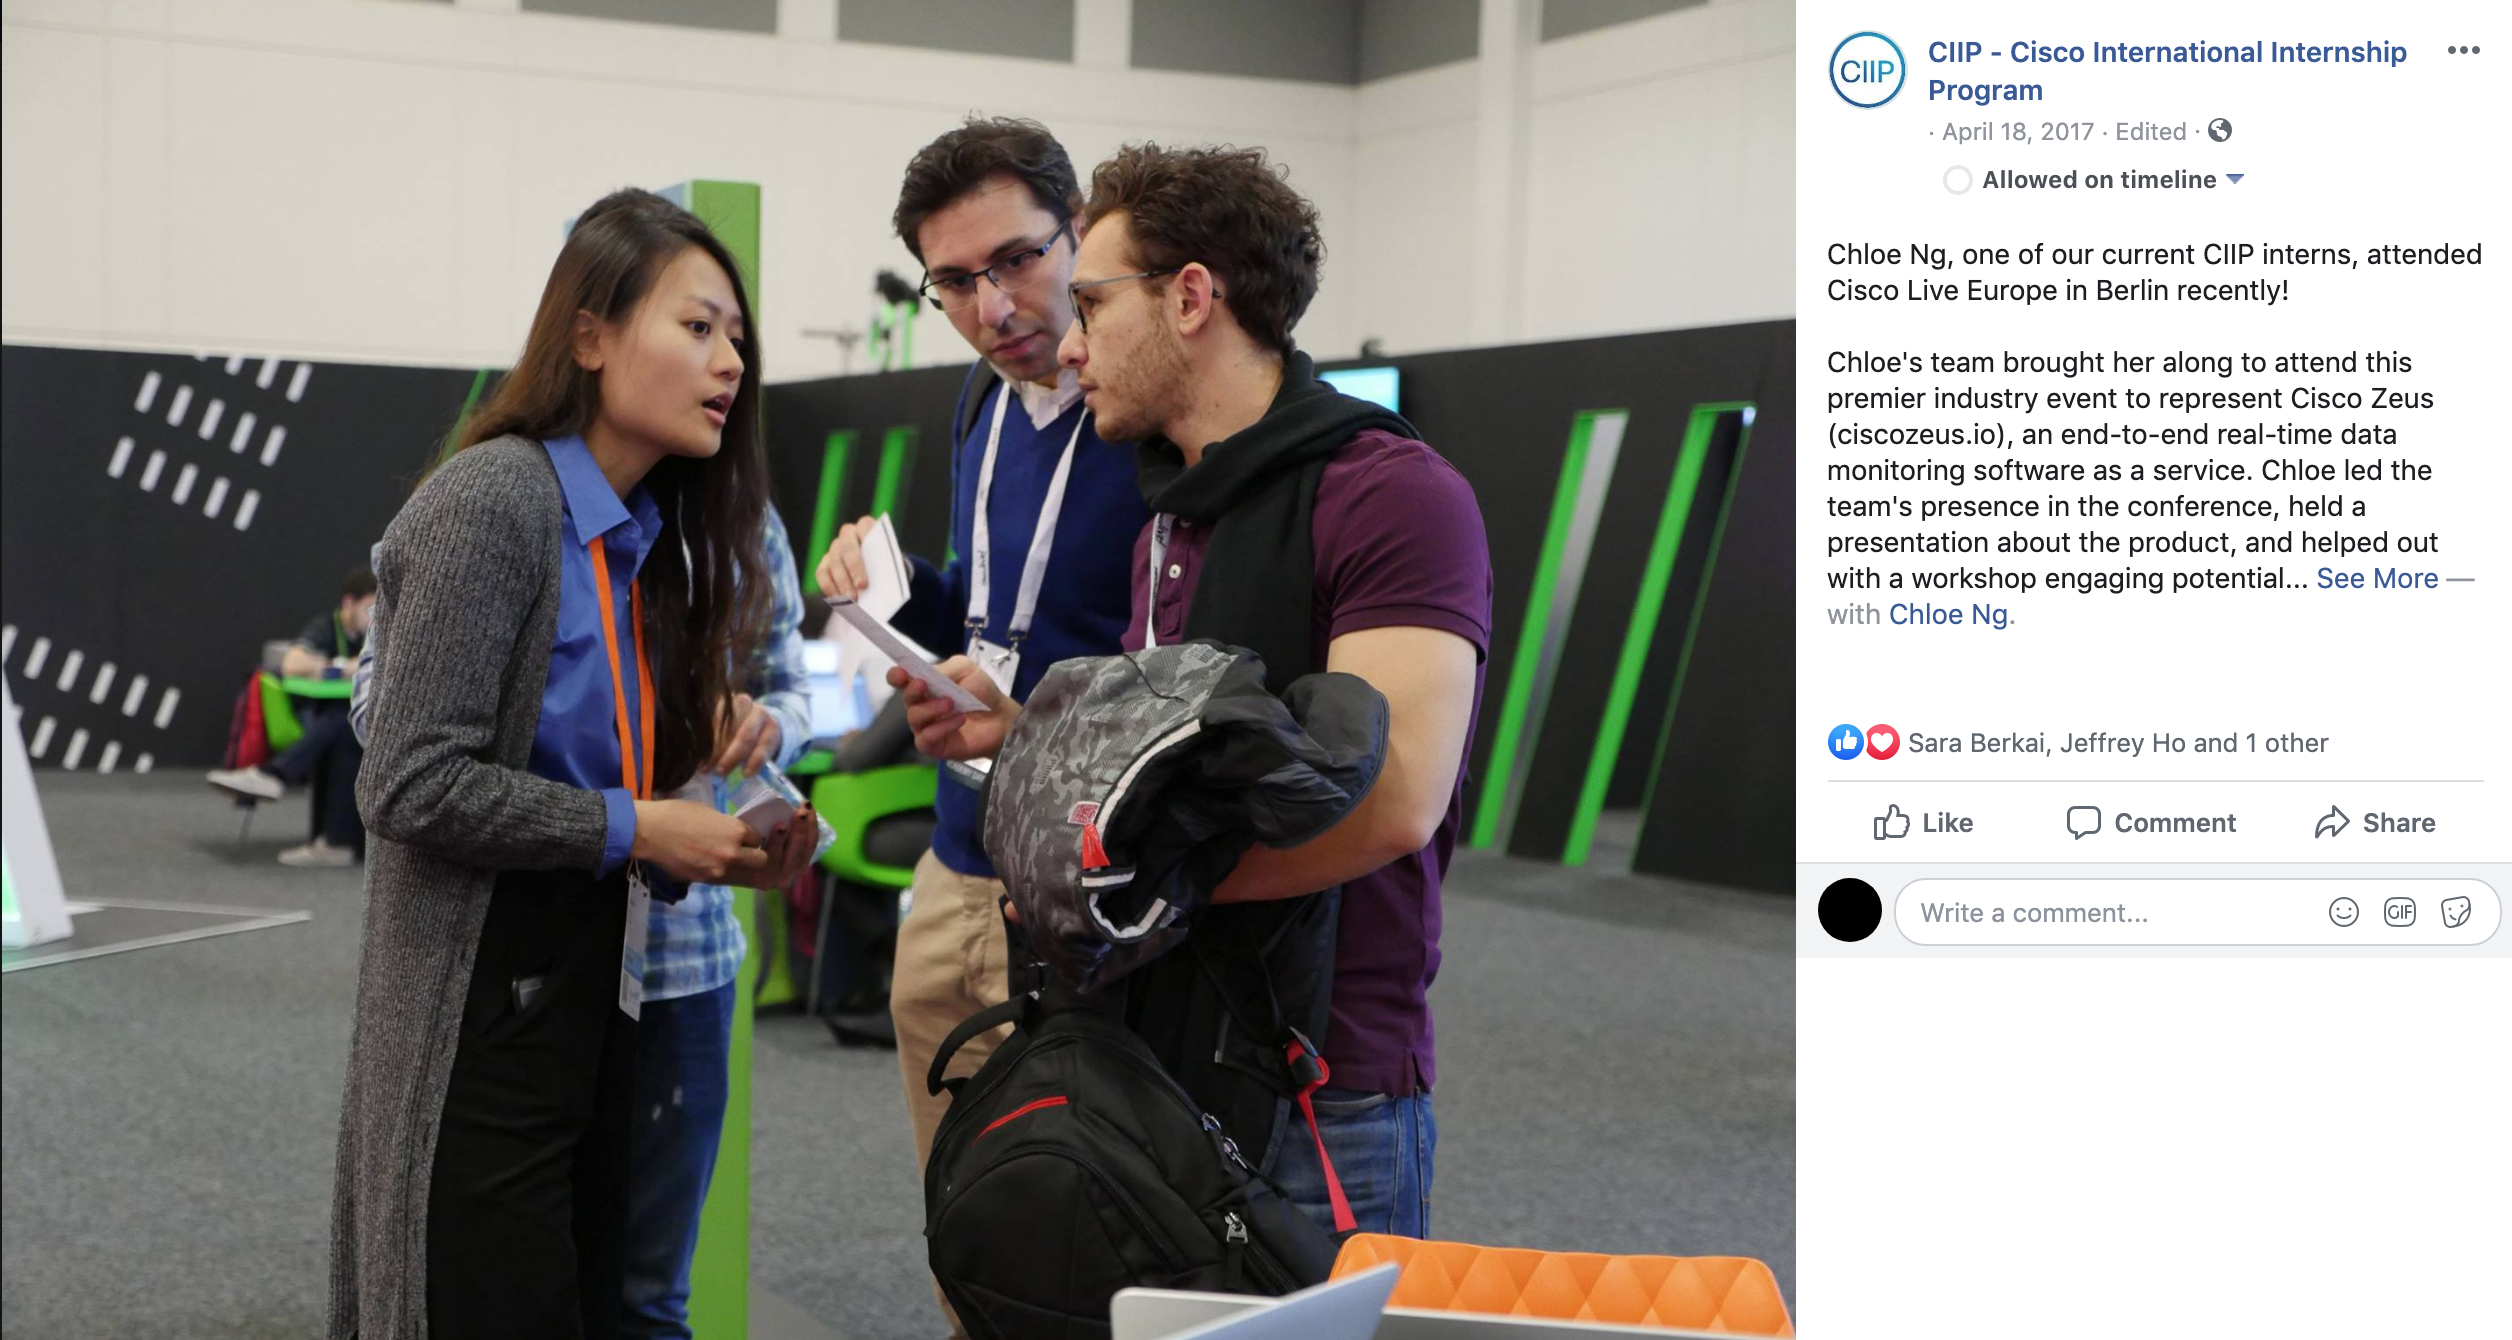 CIIP
CIIP - Cisco International Internship
Program
· April 18, 2017 · Edited ·
Allowed on timeline
Chloe Ng, one of our current CIIP interns, attended
Cisco Live Europe in Berlin recently!
Chloe's team brought her along to attend this
premier industry event to represent Cisco Zeus
(ciscozeus.io), an end-to-end real-time data
monitoring software as a service. Chloe led the
team's presence in the conference, held a
presentation about the product, and helped out
with a workshop engaging potential... See More —
with Chloe Ng.
Sara Berkai, Jeffrey Ho and 1 other
Like Comment Share
Write a comment...
GIF